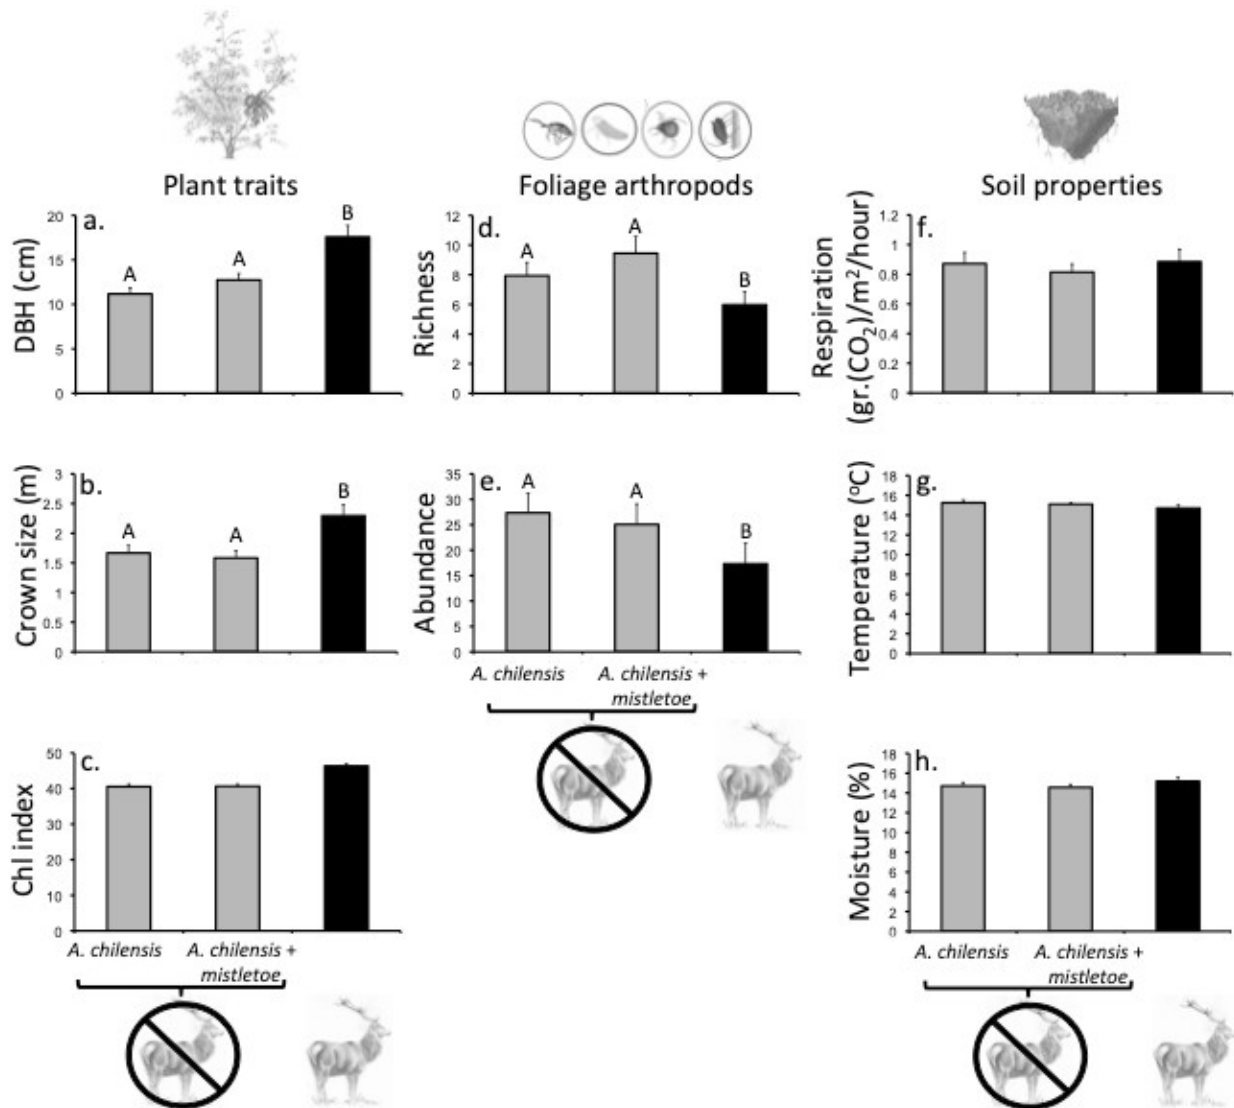 Plant traits
Foliage arthropods
Soil properties
a.
DBH (cm)
20
15
10
5
0
A
A
B
b.
Crown size (m)
3
2.5
2
1.5
1
0.5
0
A
A
B
c.
Chl index
50
40
30
20
10
0
A. chilensis
A. chilensis +
mistletoe
d.
Richness
12
10
8
6
4
2
0
A
A
B
e.
Abundance
35
30
25
20
15
10
5
0
A
A
B
A. chilensis
A. chilensis +
mistletoe
f.
Respiration
(gr.(CO₂)/m²/hour)
1.2
1
0.8
0.6
0.4
0.2
0
g.
Temperature (ºC)
18
16
14
12
10
8
6
4
2
0
h.
Moisture (%)
18
16
14
12
10
8
6
4
2
0
A. chilensis
A. chilensis +
mistletoe